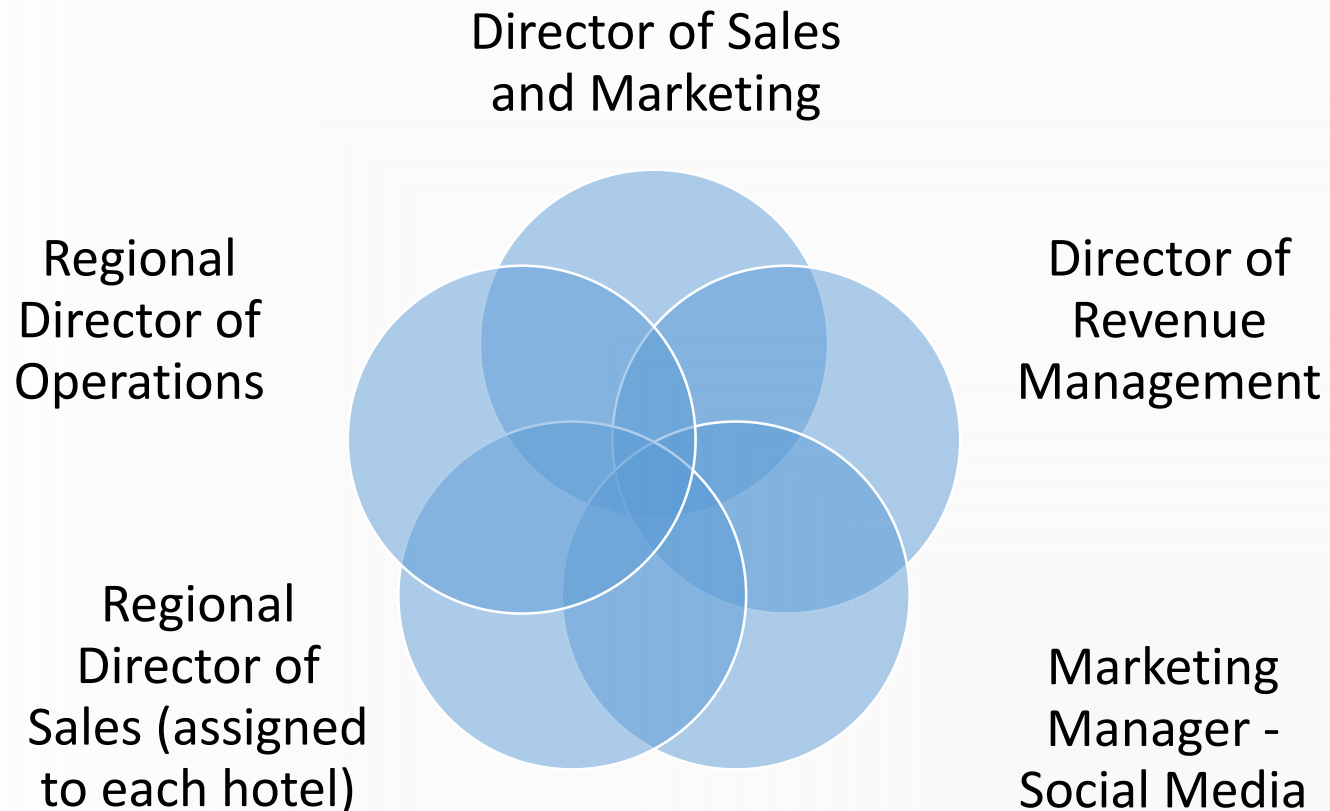 Director of Sales
and Marketing
Regional
Director of
Operations
Director of
Revenue
Management
Regional
Director of
Sales (assigned
to each hotel)
Marketing
Manager -
Social Media